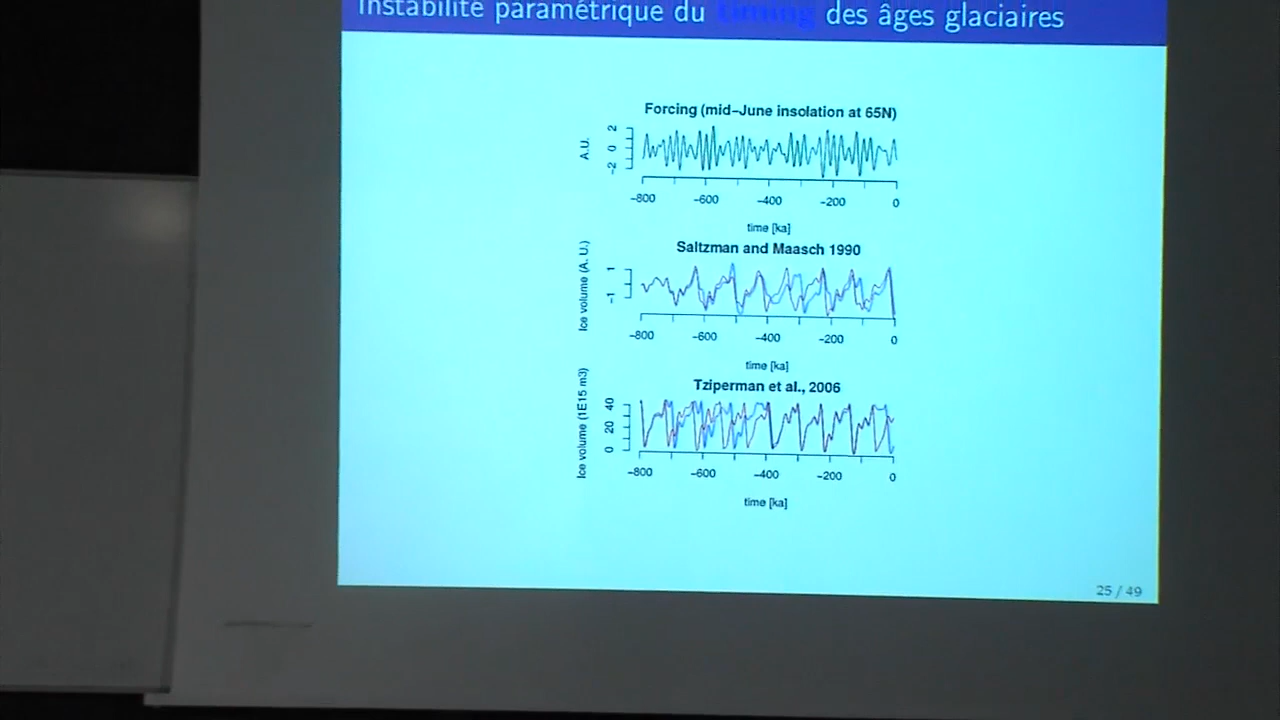 Instabilité paramétrique du timing des âges glaciaires
Forcing (mid–June insolation at 65N)
A.U.
2
0
−2
−800 −600 −400 −200 0
time [ka]
Saltzman and Maasch 1990
Ice volume (A. U.)
1
−1
−800 −600 −400 −200 0
time [ka]
Tziperman et al., 2006
Ice volume (1E15 m3)
40
20
0
−800 −600 −400 −200 0
time [ka]
25 / 49